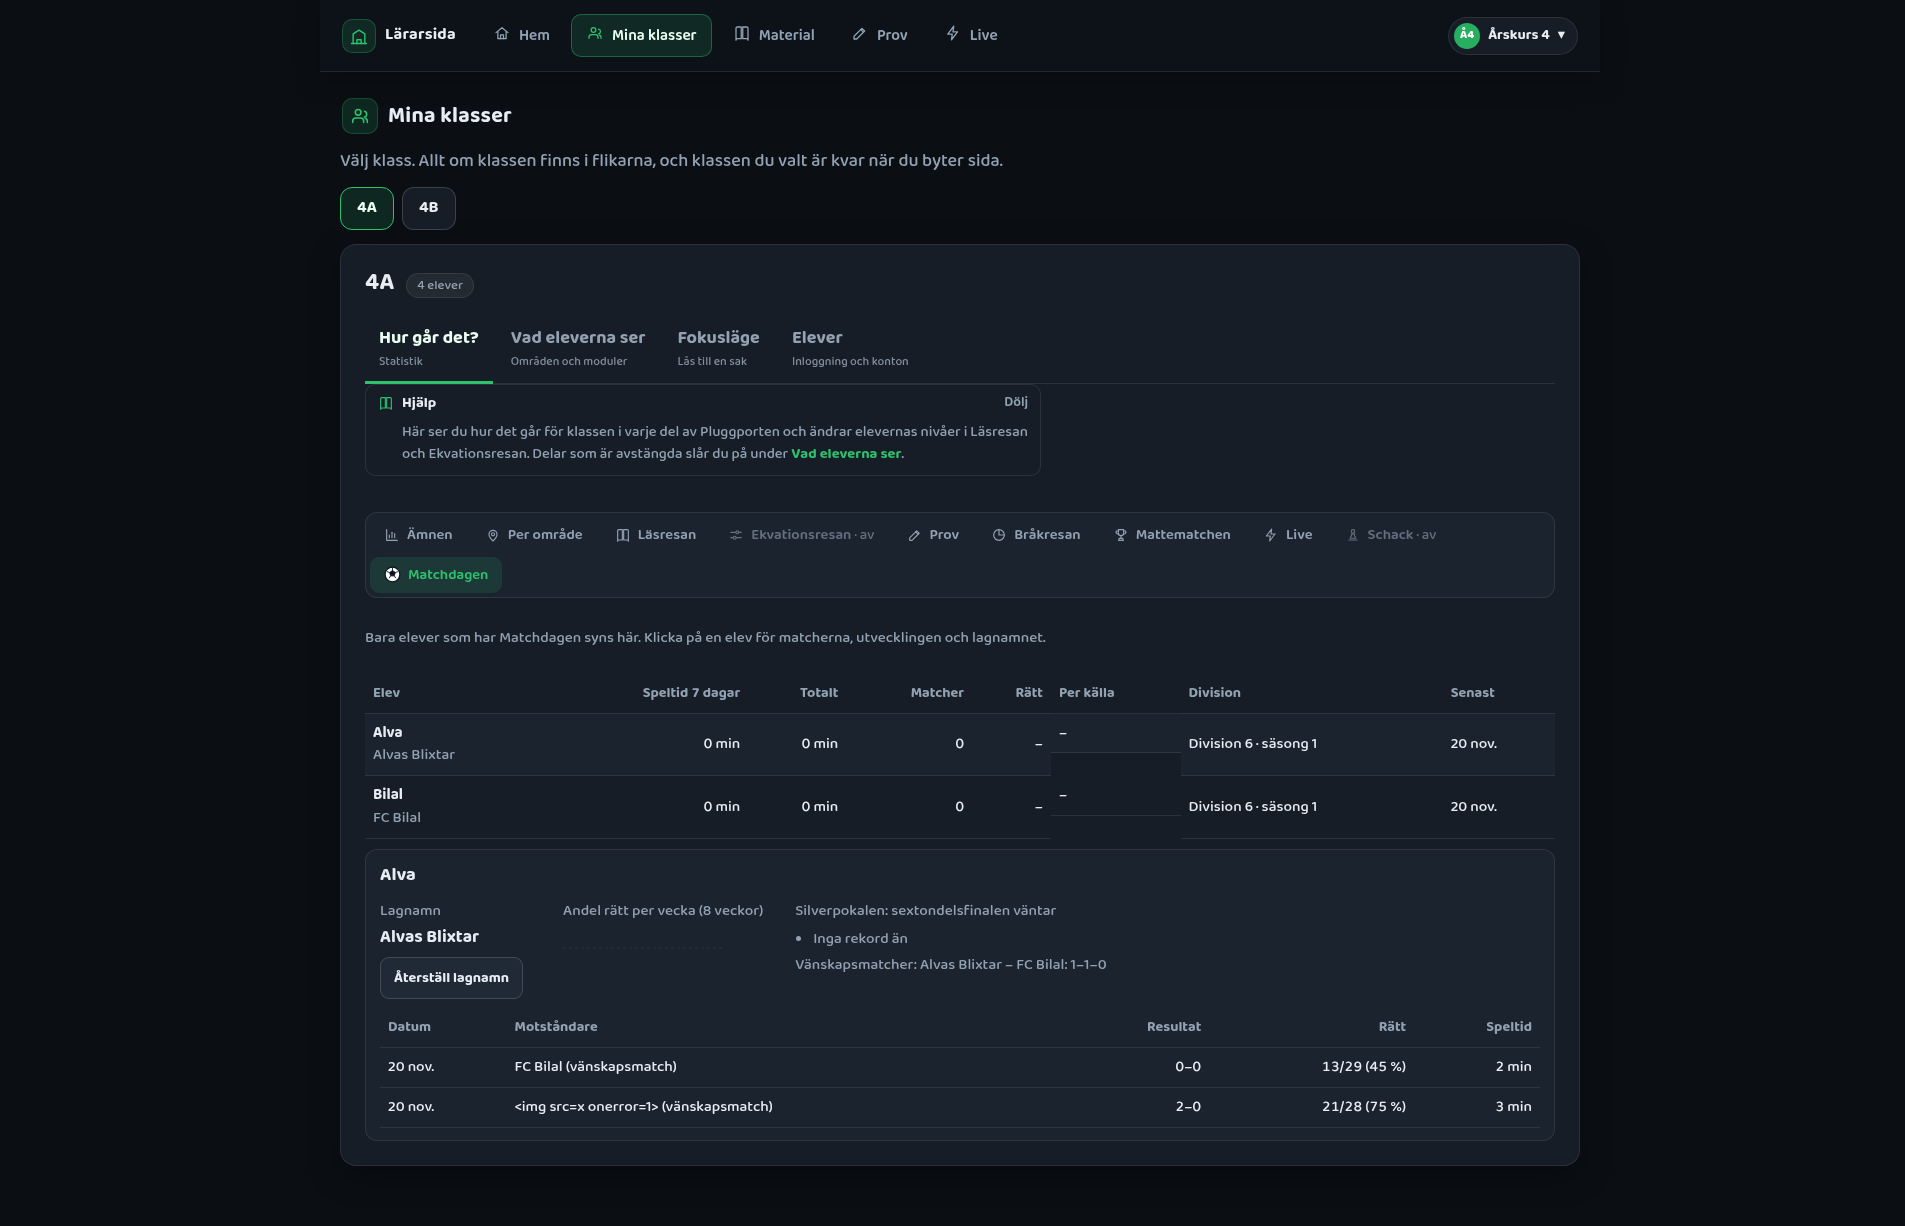 Lärarsida
Hem
Mina klasser
Material
Prov
Live
Å4
Årskurs 4 ▼
Mina klasser
Välj klass. Allt om klassen finns i flikarna, och klassen du valt är kvar när du byter sida.
4A
4B
4A
4 elever
Hur går det?
Statistik
Vad eleverna ser
Områden och moduler
Fokusläge
Lås till en sak
Elever
Inloggning och konton
Hjälp
Dölj
Här ser du hur det går för klassen i varje del av Pluggporten och ändrar elevernas nivåer i Läsresan
och Ekvationsresan. Delar som är avstängda slår du på under Vad eleverna ser.
Ämnen
Per område
Läsresan
Ekvationsresan · av
Prov
Bråkresan
Mattematchen
Live
Schack · av
Matchdagen
Bara elever som har Matchdagen syns här. Klicka på en elev för matcherna, utvecklingen och lagnamnet.
Elev Speltid 7 dagar Totalt Matcher Rätt Per källa Division Senast
Alva
Alvas Blixtar
0 min 0 min 0 – – Division 6 · säsong 1 20 nov.
Bilal
FC Bilal
0 min 0 min 0 – – Division 6 · säsong 1 20 nov.
Alva
Lagnamn
Alvas Blixtar
Återställ lagnamn
Andel rätt per vecka (8 veckor)
Silverpokalen: sextondelsfinalen väntar
• Inga rekord än
Vänskapsmatcher: Alvas Blixtar – FC Bilal: 1–1–0
Datum Motståndare Resultat Rätt Speltid
20 nov. FC Bilal (vänskapsmatch) 0–0 13/29 (45 %) 2 min
20 nov. &lt;img src=x onerror=1&gt; (vänskapsmatch) 2–0 21/28 (75 %) 3 min